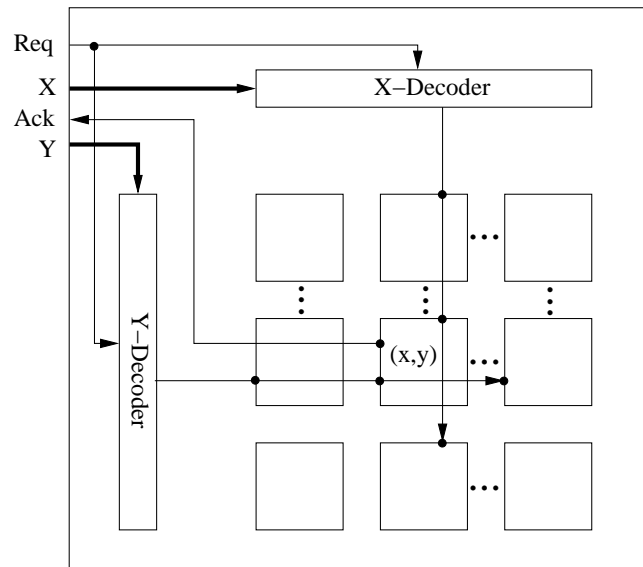 Req
X
X−Decoder
Ack
Y
Y−Decoder
(x,y)